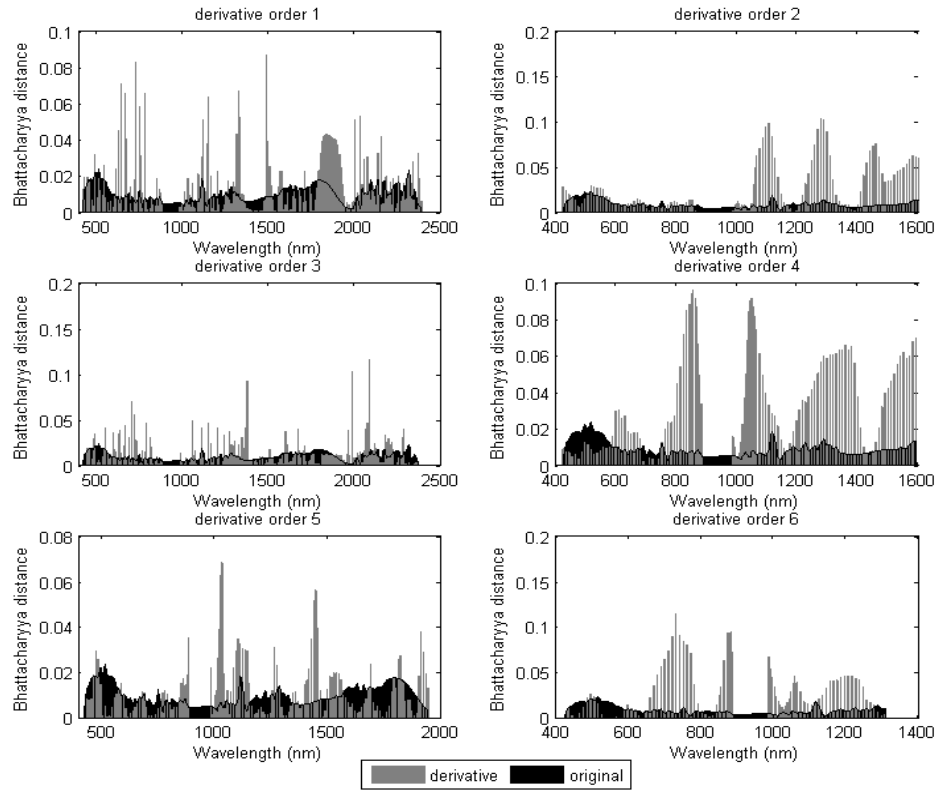 derivative order 1
Bhattacharyya distance
0.1
0.08
0.06
0.04
0.02
0
500 1000 1500 2000 2500
Wavelength (nm)
derivative order 2
Bhattacharyya distance
0.2
0.15
0.1
0.05
0
400 600 800 1000 1200 1400 1600
Wavelength (nm)
derivative order 3
Bhattacharyya distance
0.2
0.15
0.1
0.05
0
500 1000 1500 2000 2500
Wavelength (nm)
derivative order 4
Bhattacharyya distance
0.1
0.08
0.06
0.04
0.02
0
400 600 800 1000 1200 1400 1600
Wavelength (nm)
derivative order 5
Bhattacharyya distance
0.08
0.06
0.04
0.02
0
500 1000 1500 2000
Wavelength (nm)
derivative order 6
Bhattacharyya distance
0.2
0.15
0.1
0.05
0
400 600 800 1000 1200 1400
Wavelength (nm)
derivative original